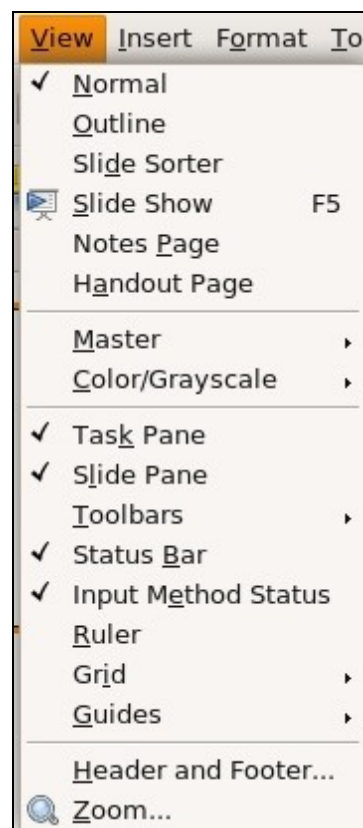 View Insert Format To
Normal
Outline
Slide Sorter
Slide Show F5
Notes Page
Handout Page
Master
Color/Grayscale
Task Pane
Slide Pane
Toolbars
Status Bar
Input Method Status
Ruler
Grid
Guides
Header and Footer...
Zoom...